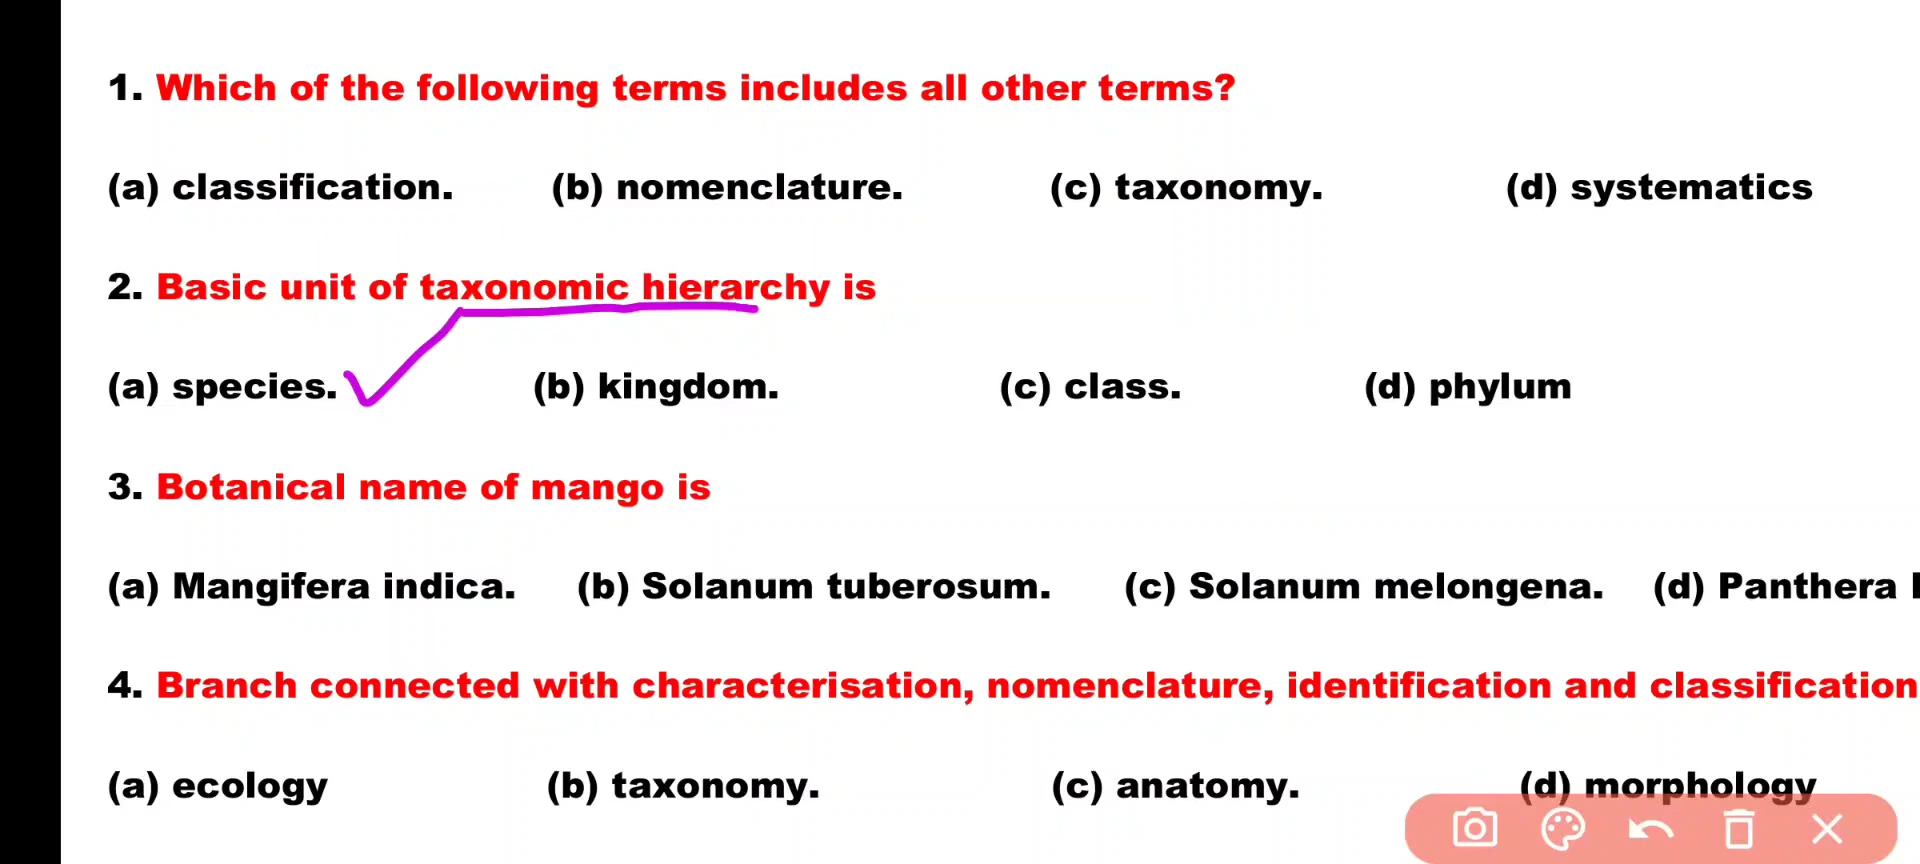 1. Which of the following terms includes all other terms?
(a) classification. (b) nomenclature. (c) taxonomy. (d) systematics
2. Basic unit of taxonomic hierarchy is
(a) species. (b) kingdom. (c) class. (d) phylum
3. Botanical name of mango is
(a) Mangifera indica. (b) Solanum tuberosum. (c) Solanum melongena. (d) Panthera
4. Branch connected with characterisation, nomenclature, identification and classification
(a) ecology (b) taxonomy. (c) anatomy. (d) morphology